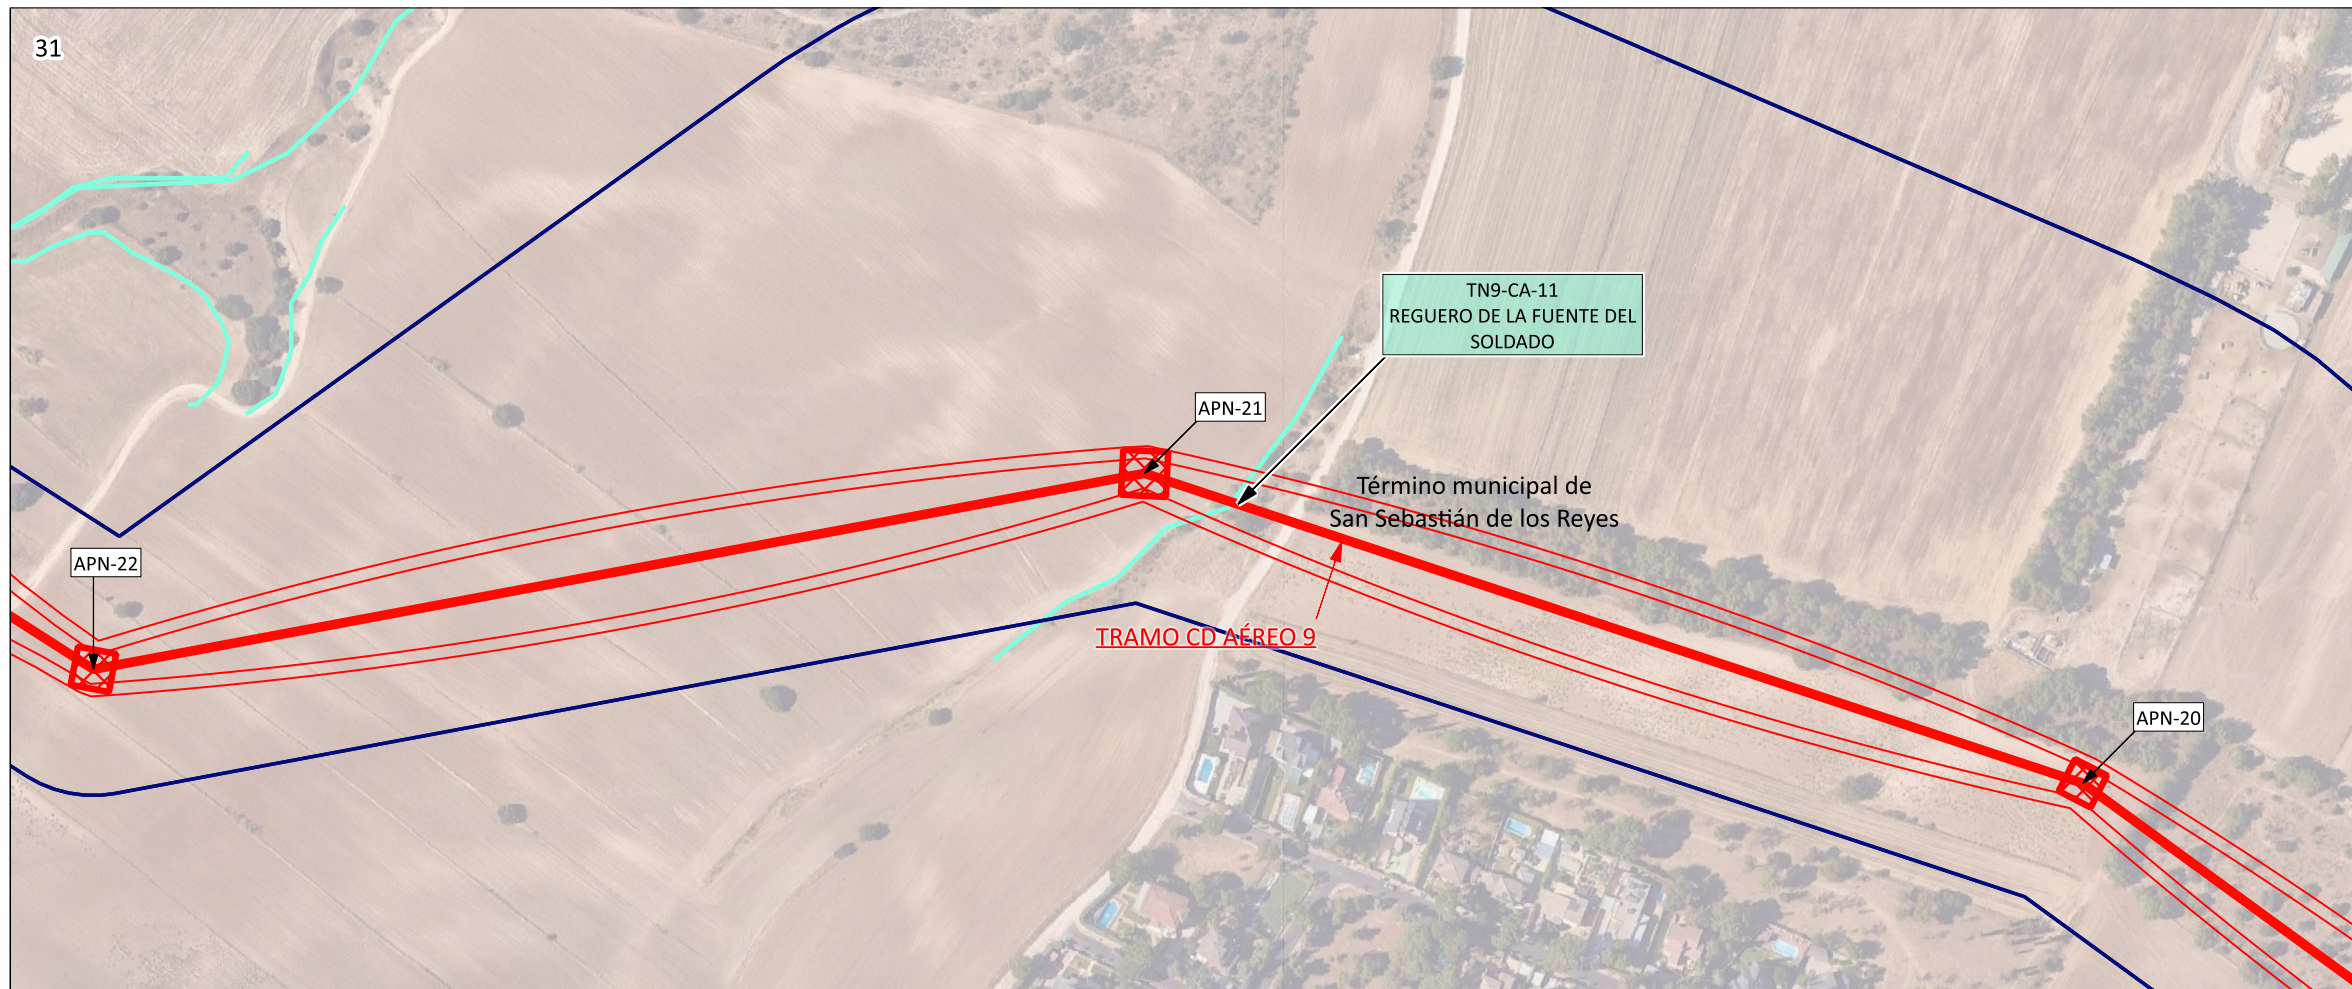 31
TN9-CA-11
REGUERO DE LA FUENTE DEL
SOLDADO
APN-21
Término municipal de
San Sebastián de los Reyes
APN-22
TRAMO CD AÉREO 9
APN-20